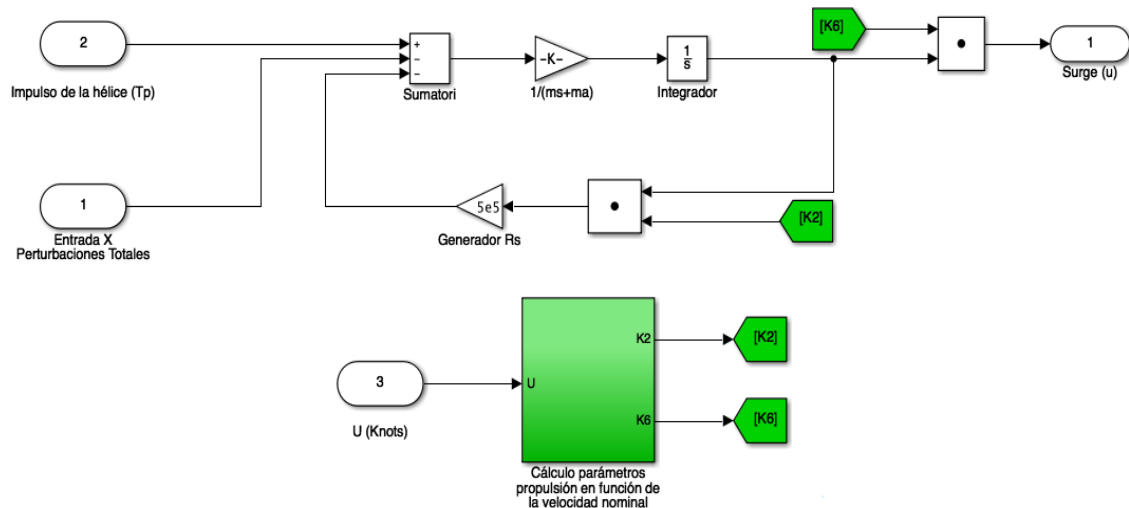 2
Impulso de la hélice (Tp)
+
−
−
Sumatori
-K-
1/(ms+ma)
1
s
Integrador
[K6]
1
Surge (u)
1
Entrada X
Perturbaciones Totales
5e5
Generador Rs
[K2]
3
U (Knots)
U
K2
K6
Cálculo parámetros
propulsión en función de
la velocidad nominal
[K2]
[K6]